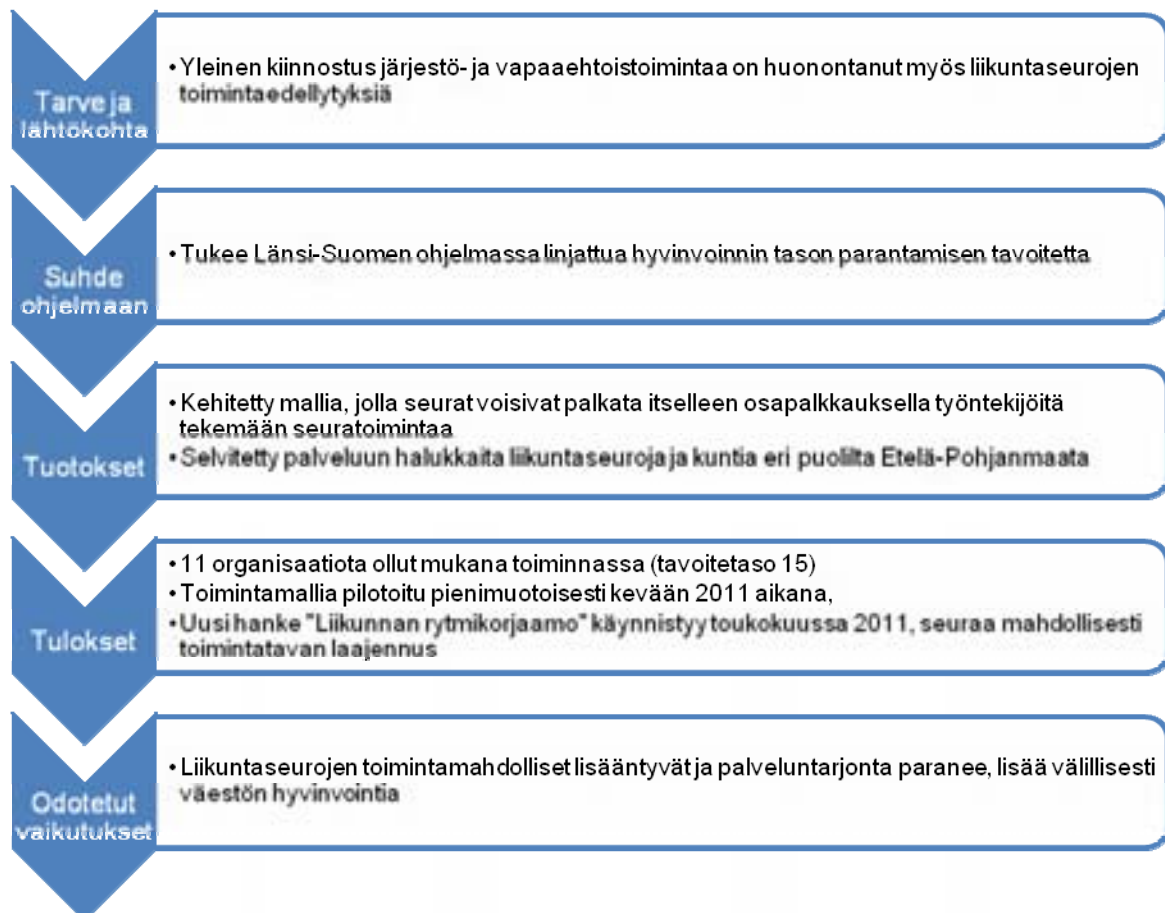 Tarve ja
lähtökohta
• Yleinen kiinnostus järjestö- ja vapaaehtoistoimintaa on huonontanut myös liikuntaseurojen
toimintaedellytyksiä
Suhde
ohjelmaan
• Tukee Länsi-Suomen ohjelmassa linjattua hyvinvoinnin tason parantamisen tavoitetta
Tuotokset
• Kehitetty mallia, jolla seurat voisivat palkata itselleen osapalkkauksella työntekijöitä
tekemään seuratoimintaa
• Selvitetty palveluun halukkaita liikuntaseuroja ja kuntia eri puolilta Etelä-Pohjanmaata
Tulokset
• 11 organisaatiota ollut mukana toiminnassa (tavoitetaso 15)
• Toimintamallia pilotoitu pienimuotoisesti kevään 2011 aikana,
• Uusi hanke "Liikunnan rytmikorjaamo" käynnistyy toukokuussa 2011, seuraa mahdollisesti
toimintatavan laajennus
Odotetut
vaikutukset
• Liikuntaseurojen toimintamahdolliset lisääntyvät ja palveluntarjonta paranee, lisää välillisesti
väestön hyvinvointia